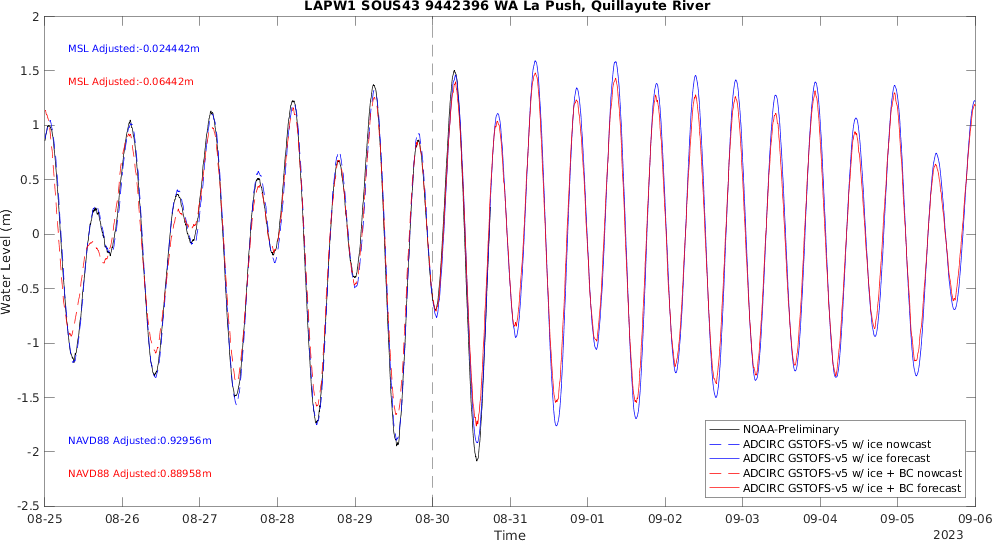 LAPW1 SOUS43 9442396 WA La Push, Quillayute River
MSL Adjusted:-0.024442m
MSL Adjusted:-0.06442m
NAVD88 Adjusted:0.92956m
NAVD88 Adjusted:0.88958m
Water Level (m)
2
1.5
1
0.5
0
-0.5
-1
-1.5
-2
-2.5
NOAA-Preliminary
ADCIRC GSTOFS-v5 w/ ice nowcast
ADCIRC GSTOFS-v5 w/ ice forecast
ADCIRC GSTOFS-v5 w/ ice + BC nowcast
ADCIRC GSTOFS-v5 w/ ice + BC forecast
08-25 08-26 08-27 08-28 08-29 08-30 08-31 09-01 09-02 09-03 09-04 09-05 09-06
Time
2023